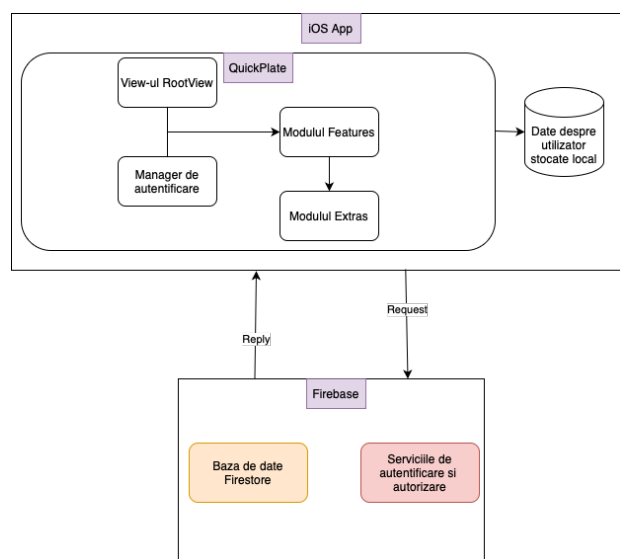 iOS App
QuickPlate
View-ul RootView
Modulul Features
Date despre
utilizator
stocate local
Manager de
autentificare
Modulul Extras
Request
Reply
Firebase
Baza de date
Firestore
Serviciile de
autentificare si
autorizare